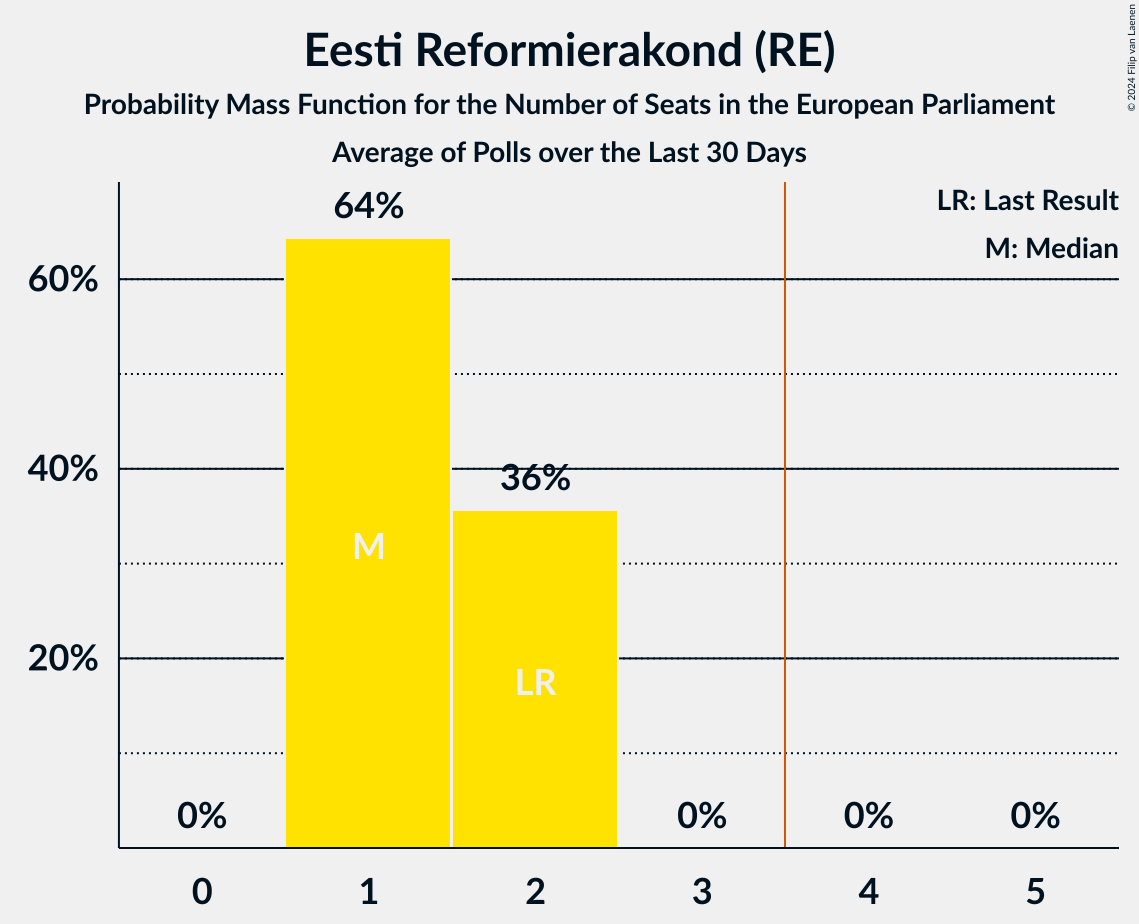 Eesti Reformierakond (RE)
Probability Mass Function for the Number of Seats in the European Parliament
Average of Polls over the Last 30 Days
© 2024 Filip van Laenen
LR: Last Result
M: Median
64%
60%
40%
36%
M
20%
LR
0%
0%
0%
0%
0
1
2
3
4
5